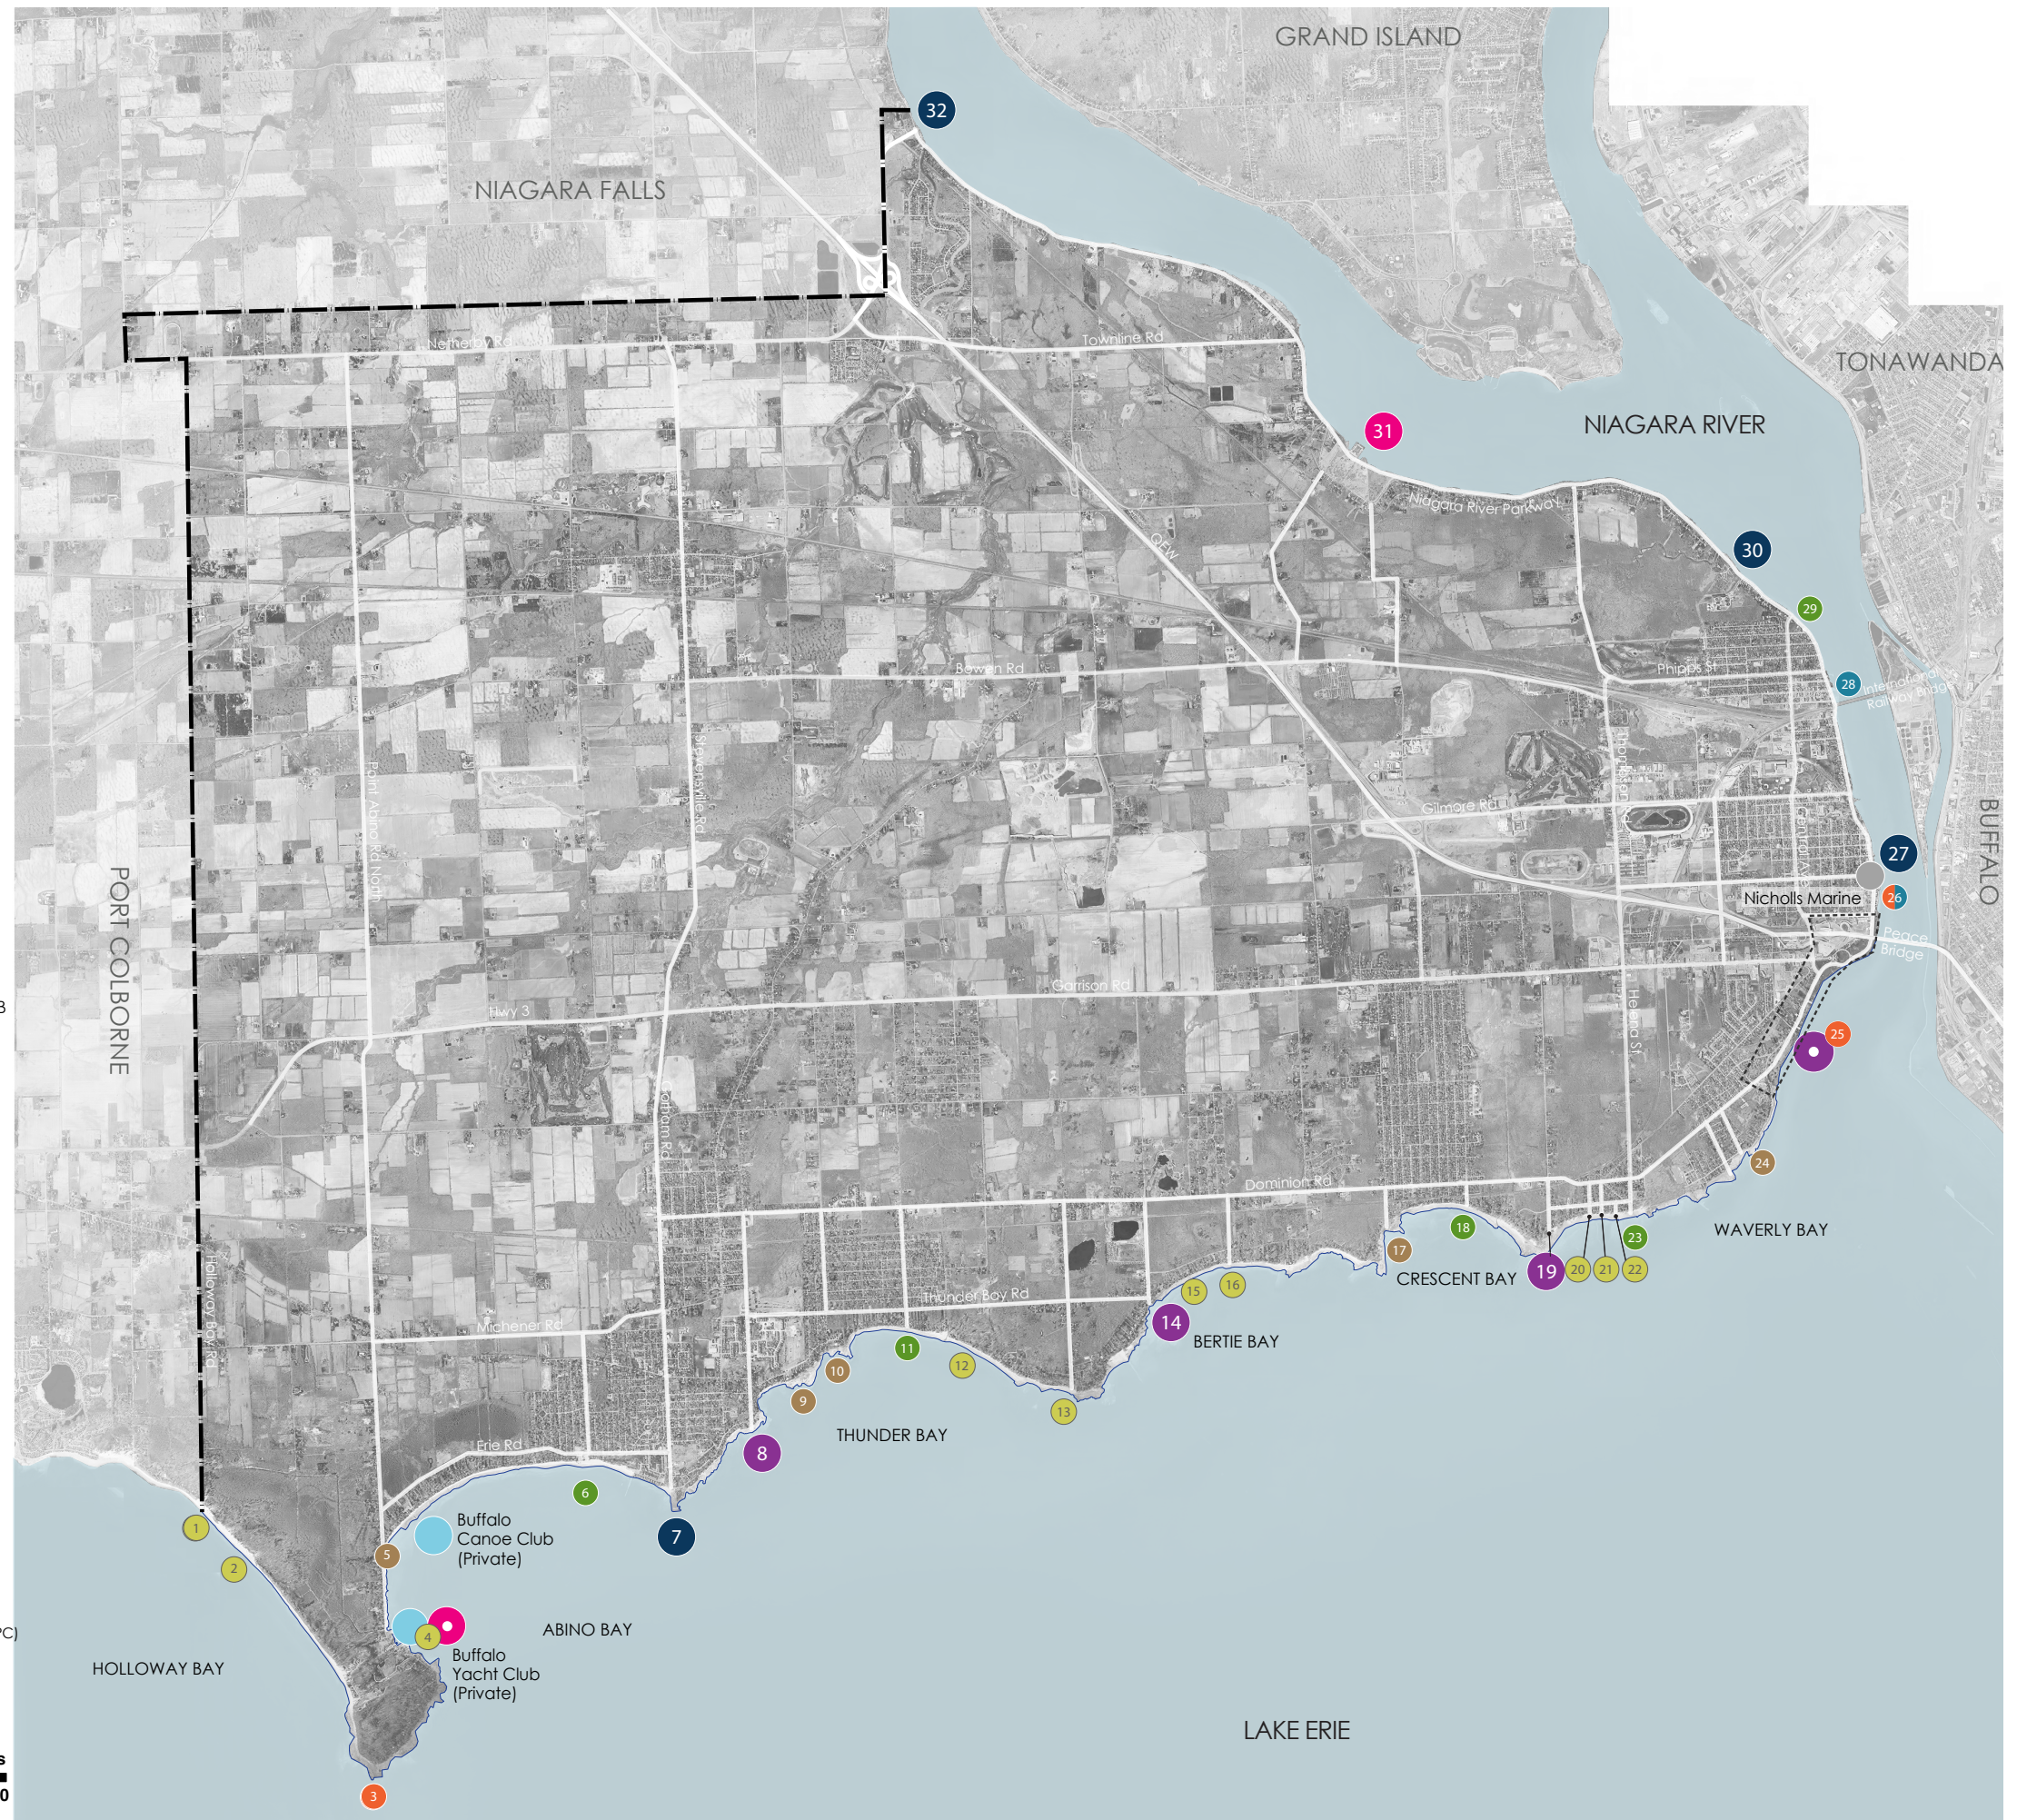 GRAND ISLAND
32
NIAGARA FALLS
Netherby Rd
Townline Rd
TONAWANDA
31
NIAGARA RIVER
Niagara River Parkway
QEW
30
29
Bowen Rd
Phipps St
28
International
Railway Bridge
Stevensville Rd
Point Abino Rd North
Gilmore Rd
BUFFALO
27
Nicholls Marine
26
Peace
Bridge
PORT COLBORNE
Garrison Rd
Hwy 3
Helena St
25
Gorham Rd
24
Dominion Rd
WAVERLY BAY
18
23
17
CRESCENT BAY
19
20
21
22
Holloway Bay Rd
15
16
Thunder Bay Rd
14
BERTIE BAY
Michener Rd
11
12
10
9
13
THUNDER BAY
Erie Rd
8
6
Buffalo
Canoe Club
(Private)
7
1
5
2
4
ABINO BAY
Buffalo
Yacht Club
(Private)
HOLLOWAY BAY
LAKE ERIE
3